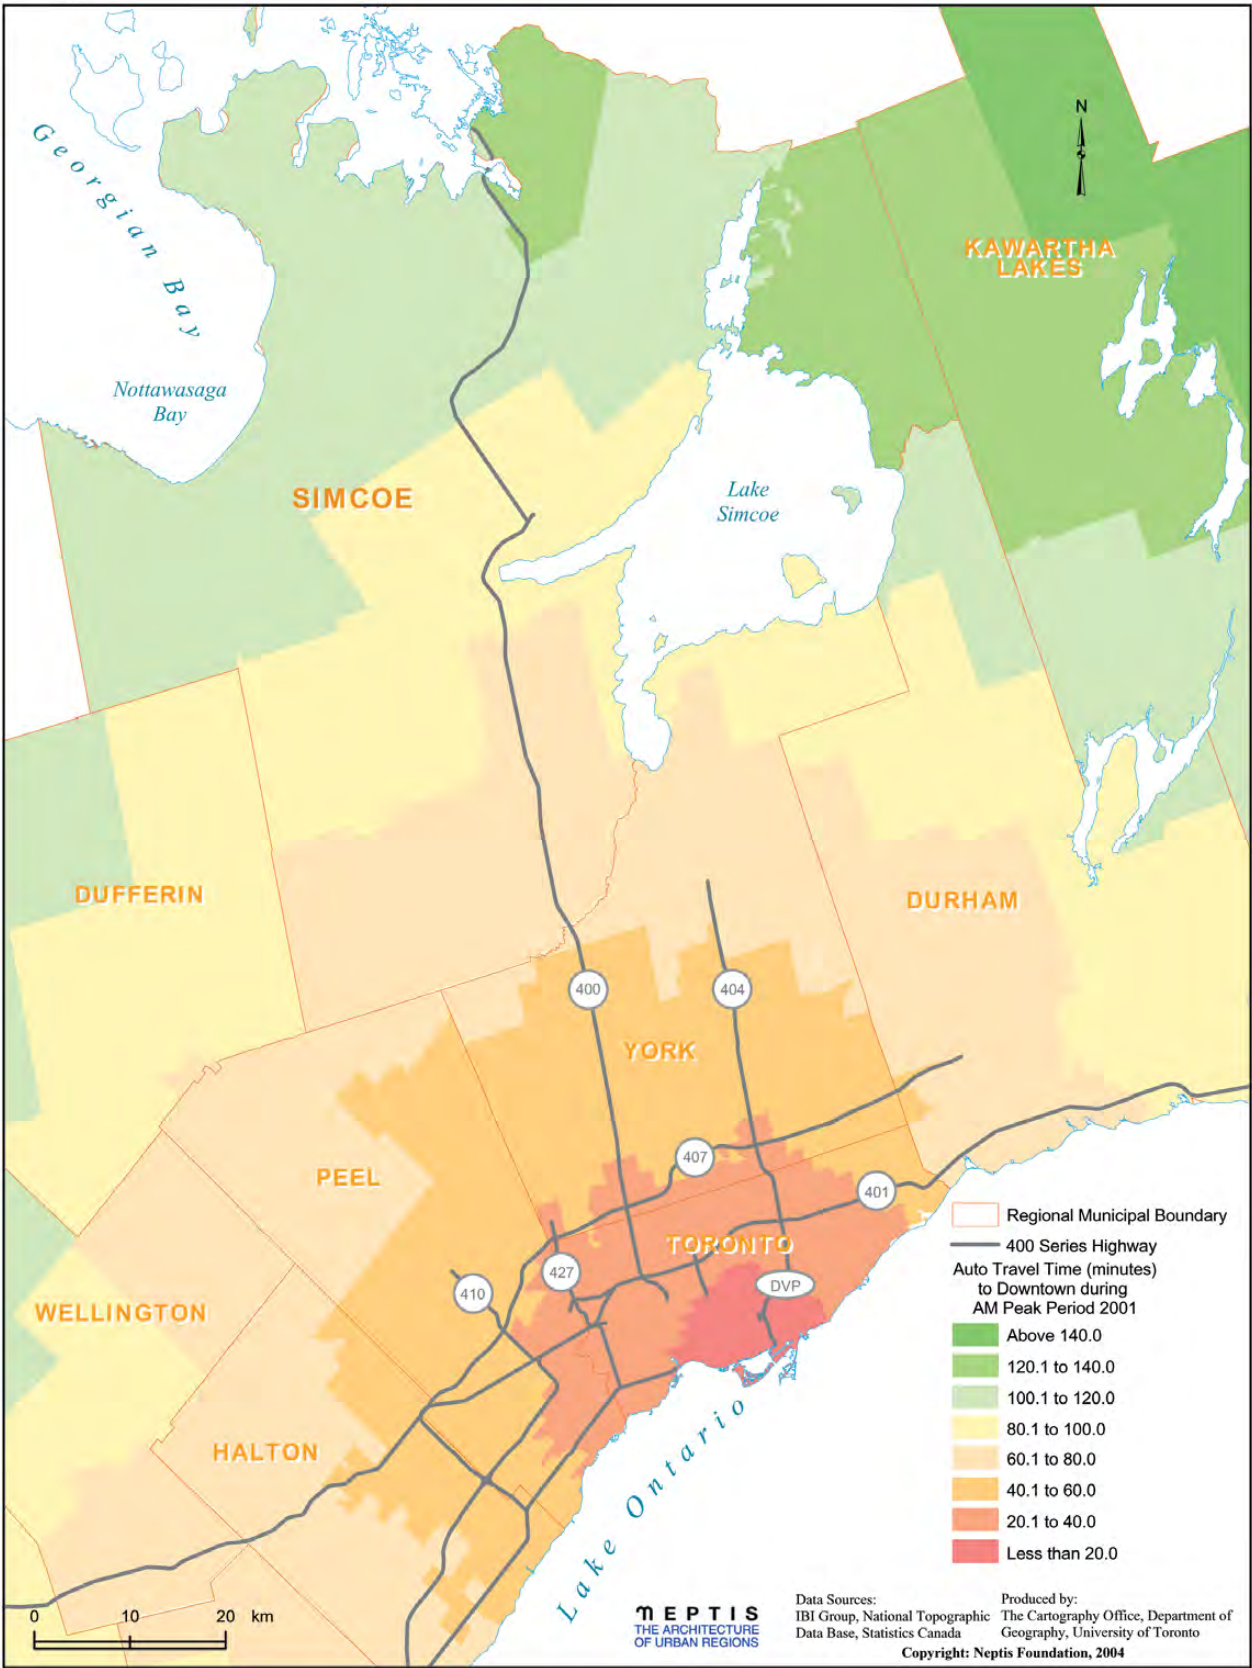 N
Georgian Bay
KAWARTHA
LAKES
Nottawasaga
Bay
SIMCOE
Lake
Simcoe
DUFFERIN
DURHAM
400
404
YORK
407
PEEL
401
TORONTO
427
410
DVP
WELLINGTON
HALTON
Lake Ontario
Regional Municipal Boundary
400 Series Highway
Auto Travel Time (minutes)
to Downtown during
AM Peak Period 2001
Above 140.0
120.1 to 140.0
100.1 to 120.0
80.1 to 100.0
60.1 to 80.0
40.1 to 60.0
20.1 to 40.0
Less than 20.0
0 10 20 km
NEPTIS
THE ARCHITECTURE
OF URBAN REGIONS
Data Sources:
IBI Group, National Topographic
Data Base, Statistics Canada
Produced by:
The Cartography Office, Department of
Geography, University of Toronto
Copyright: Neptis Foundation, 2004